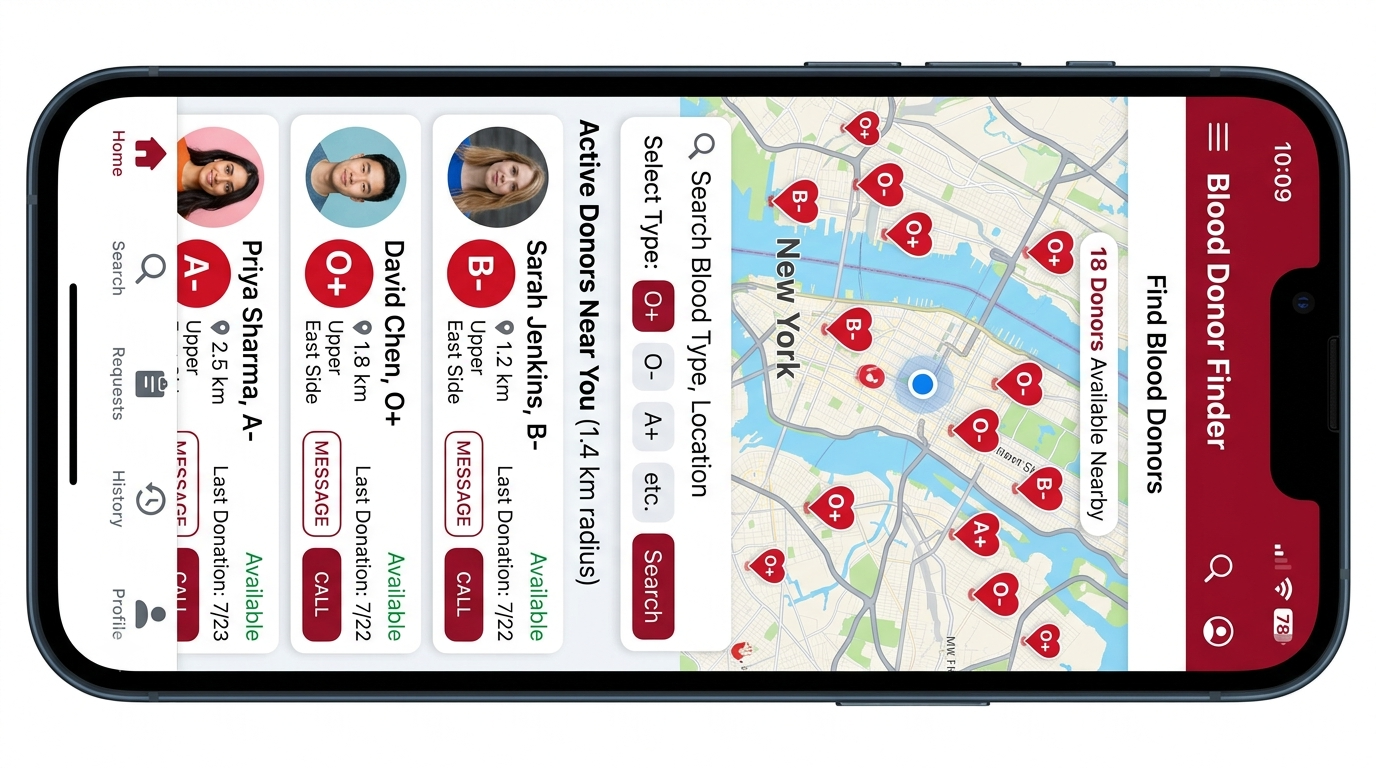 10:09
78
Blood Donor Finder
Find Blood Donors
18 Donors Available Nearby
O+
O+
O-
O+
B-
B-
O-
O-
B-
A+
O-
O+
O+
O+
New York
Search Blood Type, Location
Select Type: O+ O- A+ etc. Search
Active Donors Near You (1.4 km radius)
Sarah Jenkins, B-
Available
B-
1.2 km
Last Donation: 7/22
Upper
East Side
MESSAGE
CALL
David Chen, O+
Available
O+
1.8 km
Last Donation: 7/22
Upper
East Side
MESSAGE
CALL
Priya Sharma, A-
Available
A-
2.5 km
Last Donation: 7/23
Upper
MESSAGE
CALL
Home
Search
Requests
History
Profile